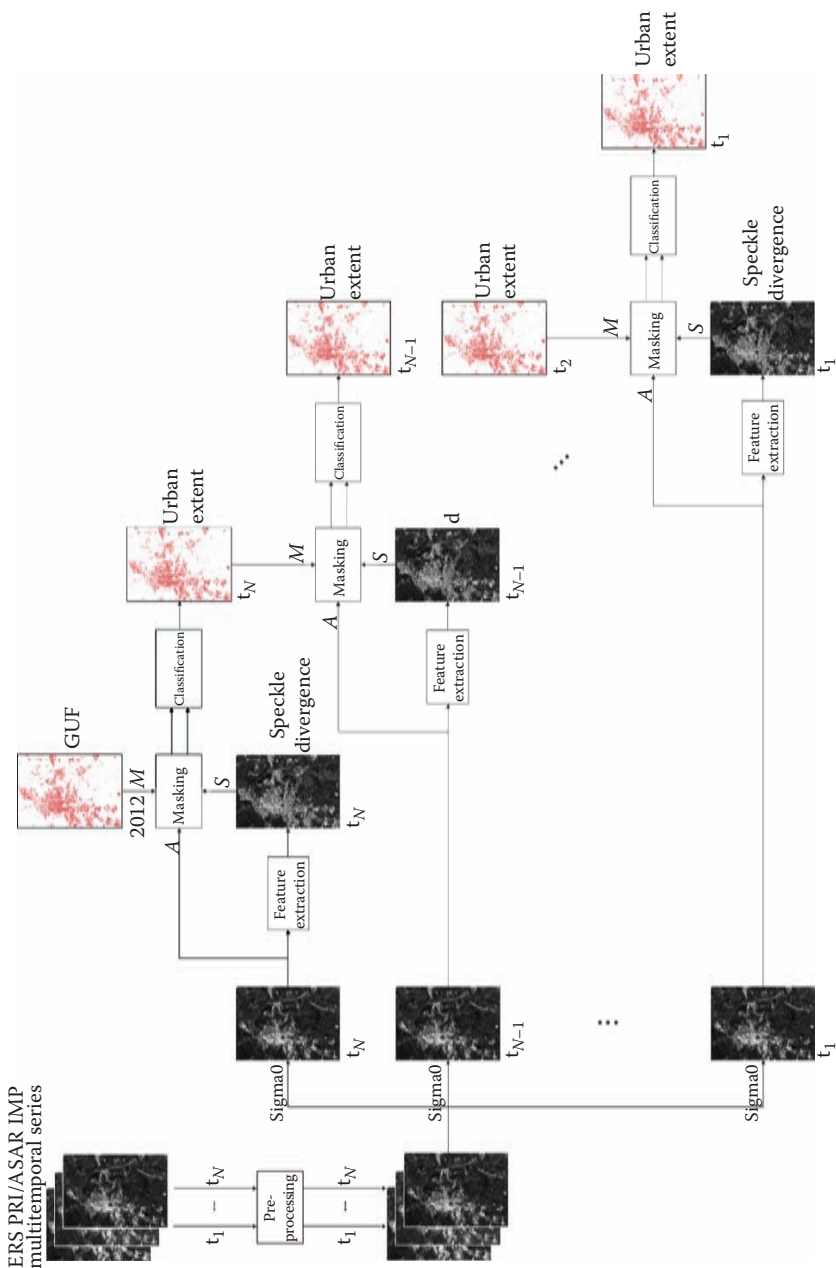 ERS PRI/ASAR IMP
multitemporal series
t1
...
tN
Pre-
processing
t1
...
tN
Sigma0
tN
Sigma0
tN−1
...
Sigma0
t1
Feature
extraction
Speckle
divergence
tN
GUF
2012
A
M
S
Masking
Classification
Urban
extent
tN
Feature
extraction
d
tN−1
A
M
S
Masking
Classification
Urban
extent
tN−1
...
Urban
extent
t2
Feature
extraction
Speckle
divergence
t1
A
M
S
Masking
Classification
Urban
extent
t1